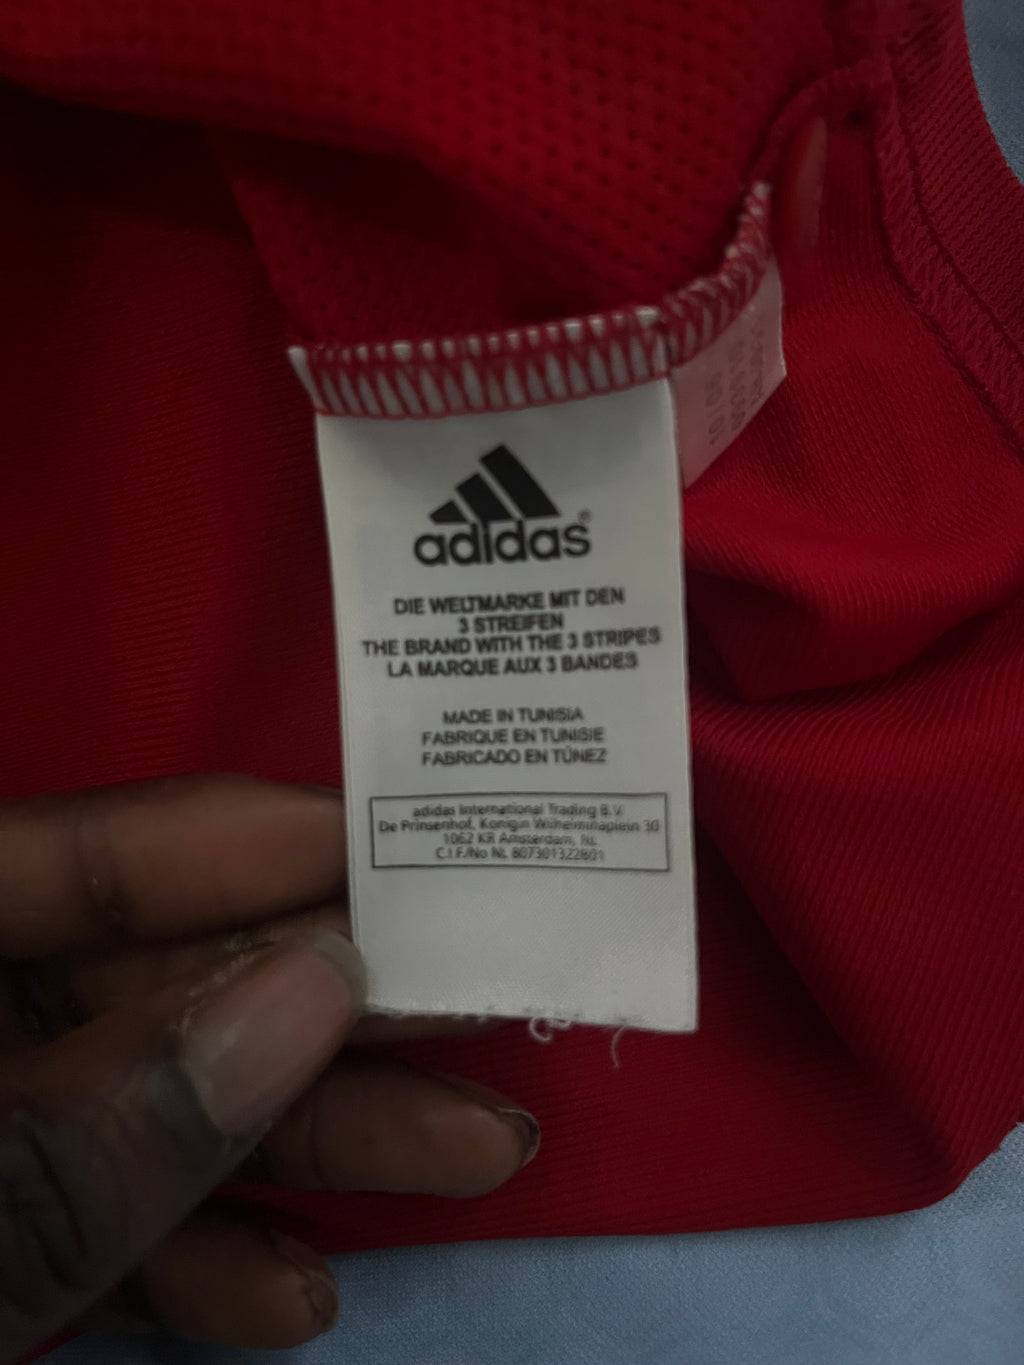 adidas®
DIE WELTMARKE MIT DEN
3 STREIFEN
THE BRAND WITH THE 3 STRIPES
LA MARQUE AUX 3 BANDES
MADE IN TUNISIA
FABRIQUE EN TUNISIE
FABRICADO EN TÚNEZ
adidas International Trading B.V.
De Prinsenhof, Konigin Wilhelminaplein 30
1062 KR Amsterdam, NL
C.I.F./No NL 807301322B01
10/08